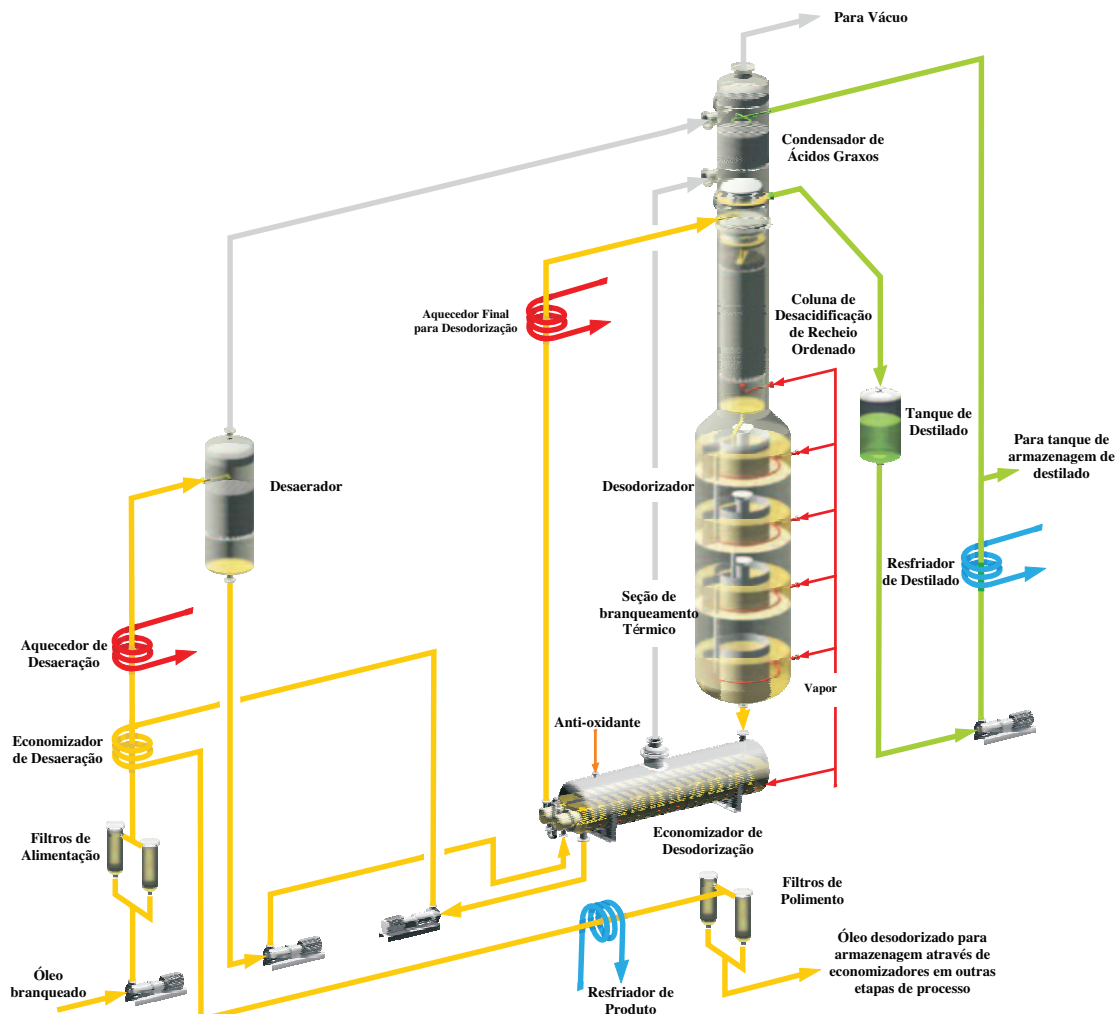 Para Vácuo
Condensador de
Ácidos Graxos
Aquecedor Final
para Desodorização
Coluna de
Desacidificação
de Recheio
Ordenado
Tanque de
Destilado
Para tanque de
armazenagem de
destilado
Desaerador
Desodorizador
Resfriador
de Destilado
Seção de
branqueamento
Térmico
Aquecedor de
Desaeração
Vapor
Anti-oxidante
Economizador
de Desaeração
Filtros de
Alimentação
Economizador de
Desodorização
Filtros de
Polimento
Óleo
branqueado
Resfriador de
Produto
Óleo desodorizado para
armazenagem através de
economizadores em outras
etapas de processo